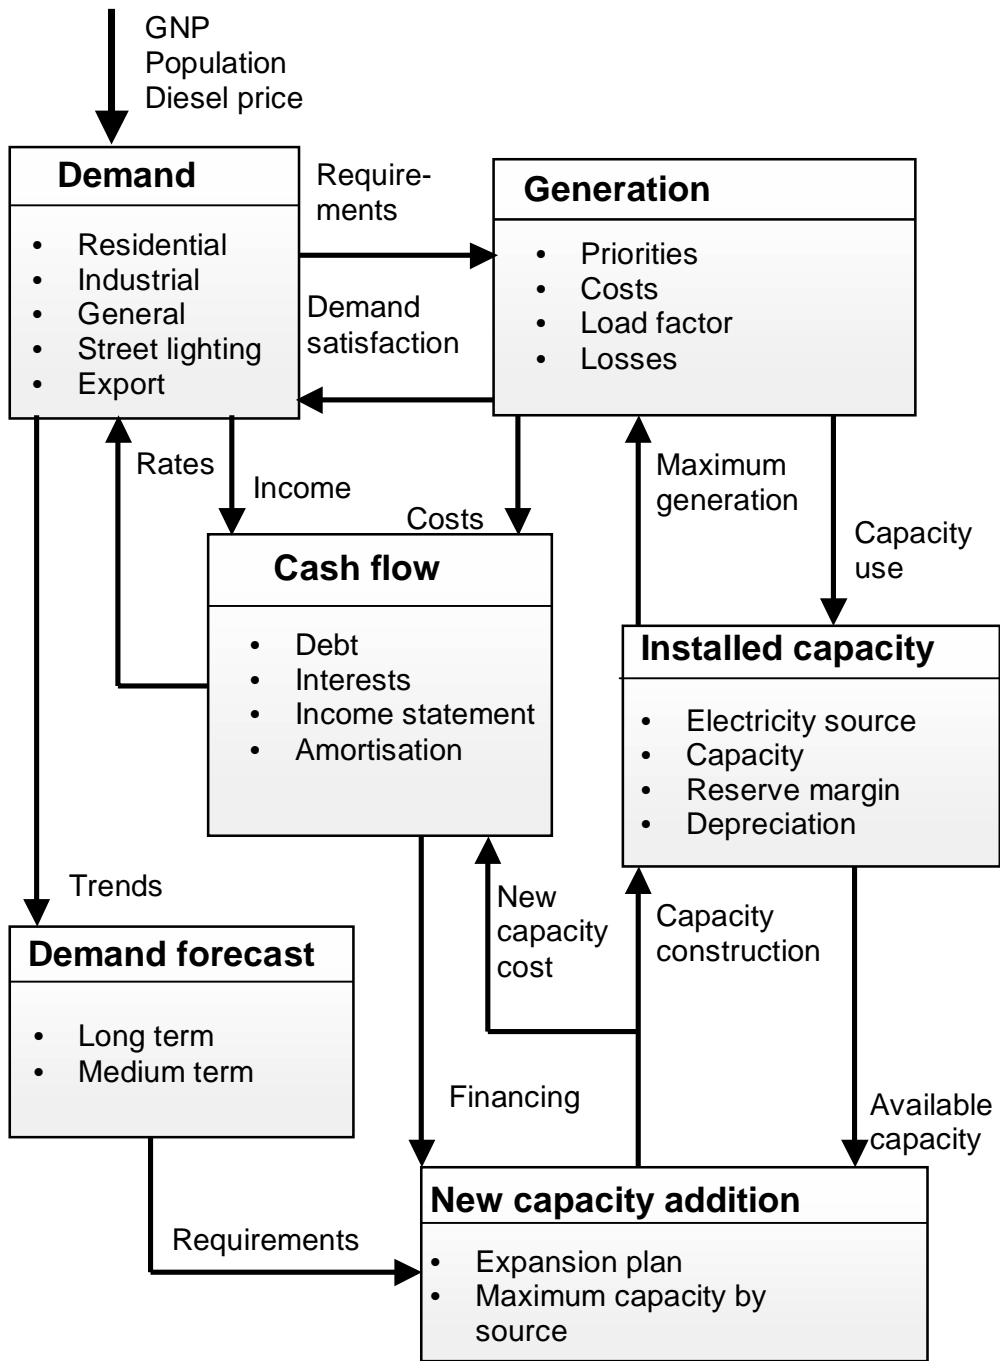 GNP
Population
Diesel price
Demand
• Residential
• Industrial
• General
• Street lighting
• Export
Require-
ments
Demand
satisfaction
Generation
• Priorities
• Costs
• Load factor
• Losses
Rates
Income
Costs
Maximum
generation
Capacity
use
Cash flow
• Debt
• Interests
• Income statement
• Amortisation
Installed capacity
• Electricity source
• Capacity
• Reserve margin
• Depreciation
Trends
New
capacity
cost
Capacity
construction
Demand forecast
• Long term
• Medium term
Financing
Available
capacity
Requirements
New capacity addition
• Expansion plan
• Maximum capacity by
source